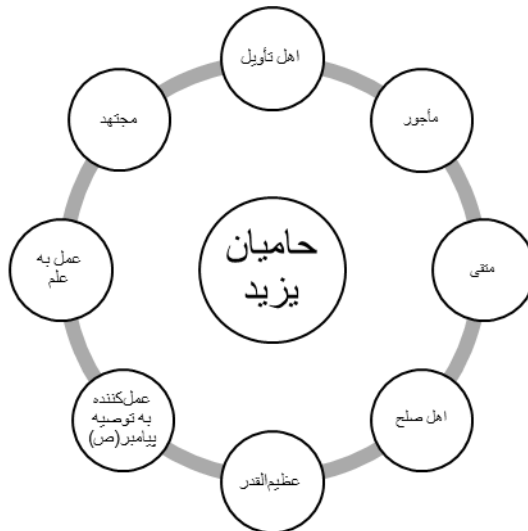 اهل تأویل
مأجور
متقی
اهل صلح
عظیم‌القدر
عمل‌کننده
به توصیه
پیامبر(ص)
عمل به
علم
مجتهد
حامیان
یزید